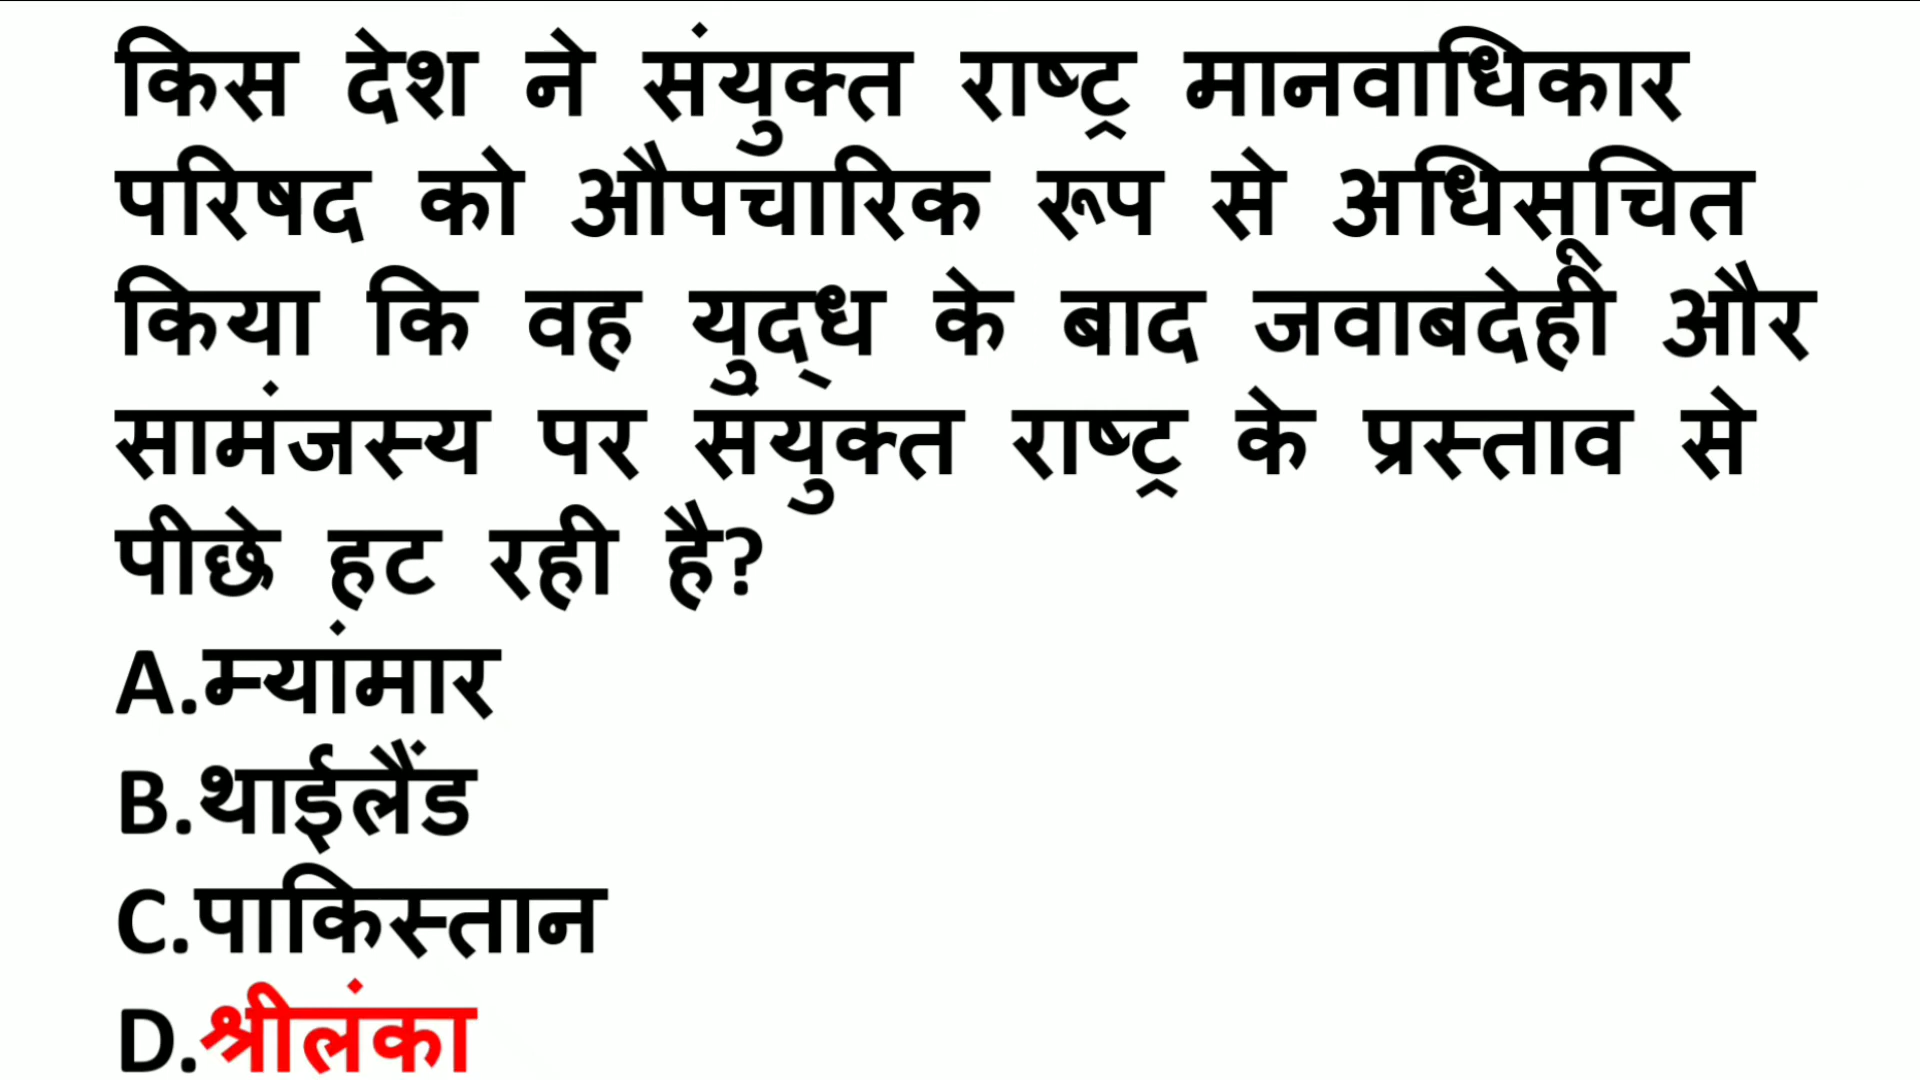 किस देश ने संयुक्त राष्ट्र मानवाधिकार
परिषद को औपचारिक रूप से अधिसूचित
किया कि वह युद्ध के बाद जवाबदेही और
सामंजस्य पर संयुक्त राष्ट्र के प्रस्ताव से
पीछे हट रही है?
A.म्यांमार
B.थाईलैंड
C.पाकिस्तान
D.श्रीलंका